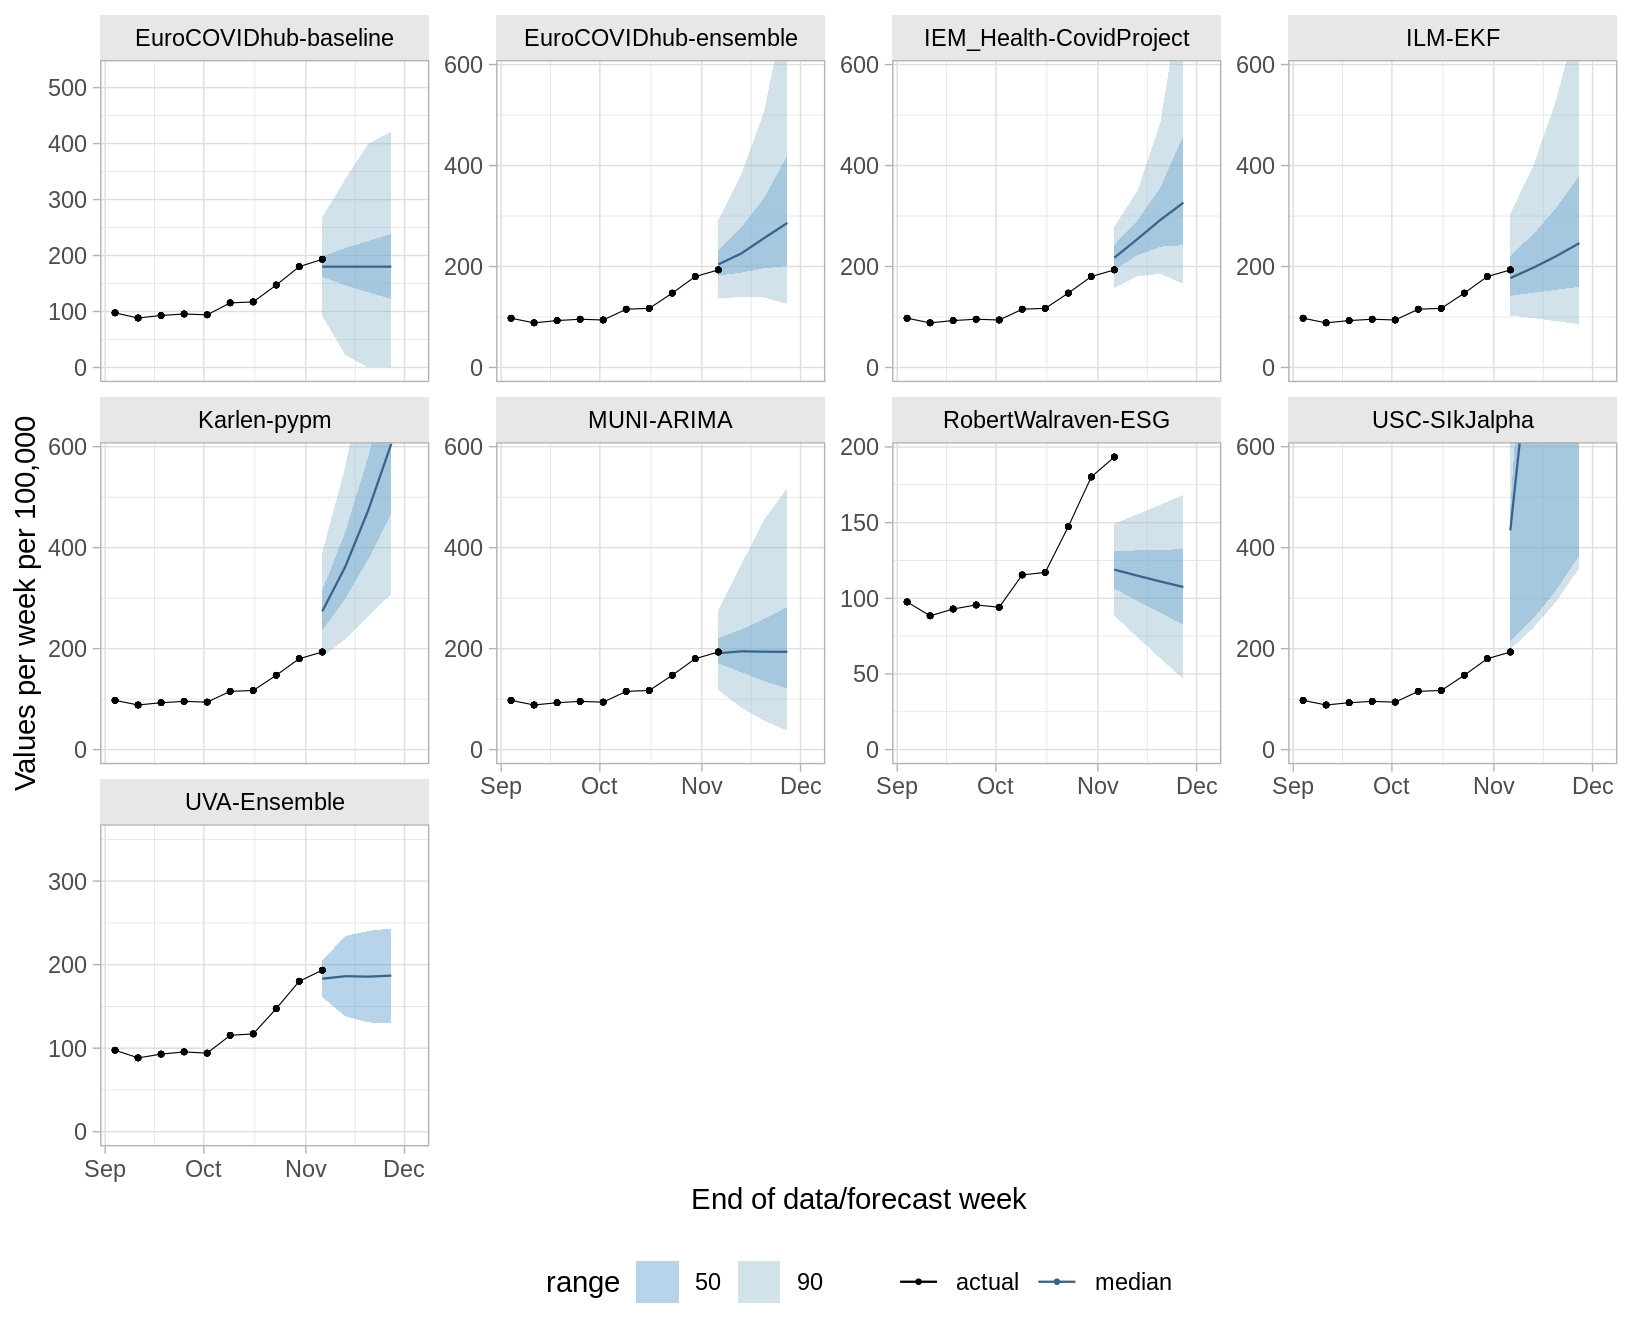 EuroCOVIDhub-baseline
EuroCOVIDhub-ensemble
IEM_Health-CovidProject
ILM-EKF
500
400
300
200
100
0
600
400
200
0
600
400
200
0
600
400
200
0
Values per week per 100,000
Karlen-pypm
MUNI-ARIMA
RobertWalraven-ESG
USC-SIkJalpha
600
400
200
0
600
400
200
0
200
150
100
50
0
600
400
200
0
Sep Oct Nov Dec
Sep Oct Nov Dec
Sep Oct Nov Dec
UVA-Ensemble
300
200
100
0
Sep Oct Nov Dec
End of data/forecast week
range 50 90 actual median